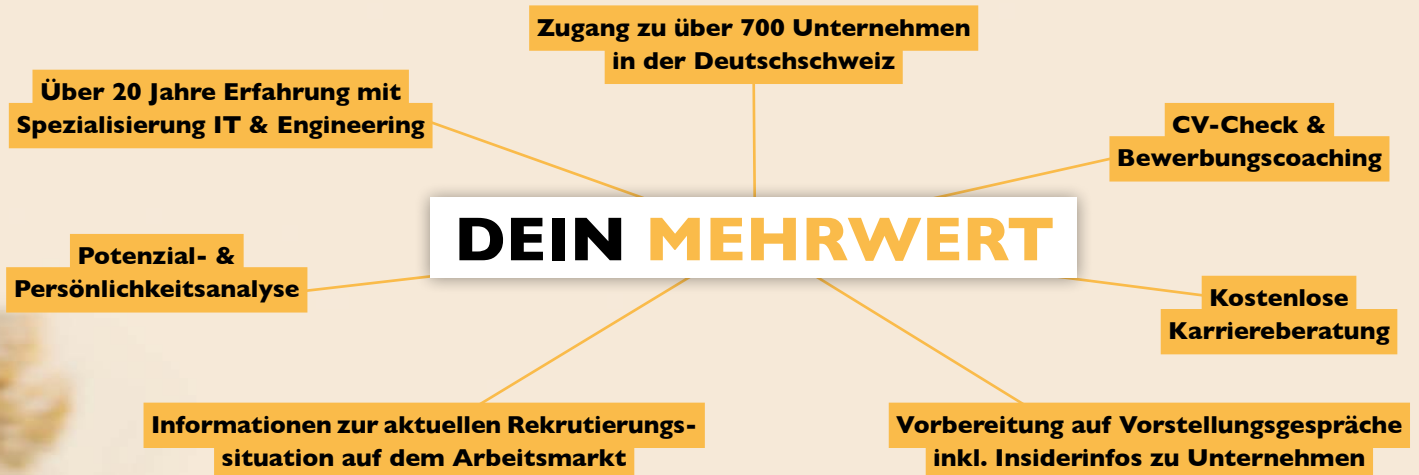 Zugang zu über 700 Unternehmen
in der Deutschschweiz
Über 20 Jahre Erfahrung mit
Spezialisierung IT & Engineering
CV-Check &
Bewerbungscoaching
DEIN MEHRWERT
Potenzial- &
Persönlichkeitsanalyse
Kostenlose
Karriereberatung
Informationen zur aktuellen Rekrutierungs-
situation auf dem Arbeitsmarkt
Vorbereitung auf Vorstellungsgespräche
inkl. Insiderinfos zu Unternehmen